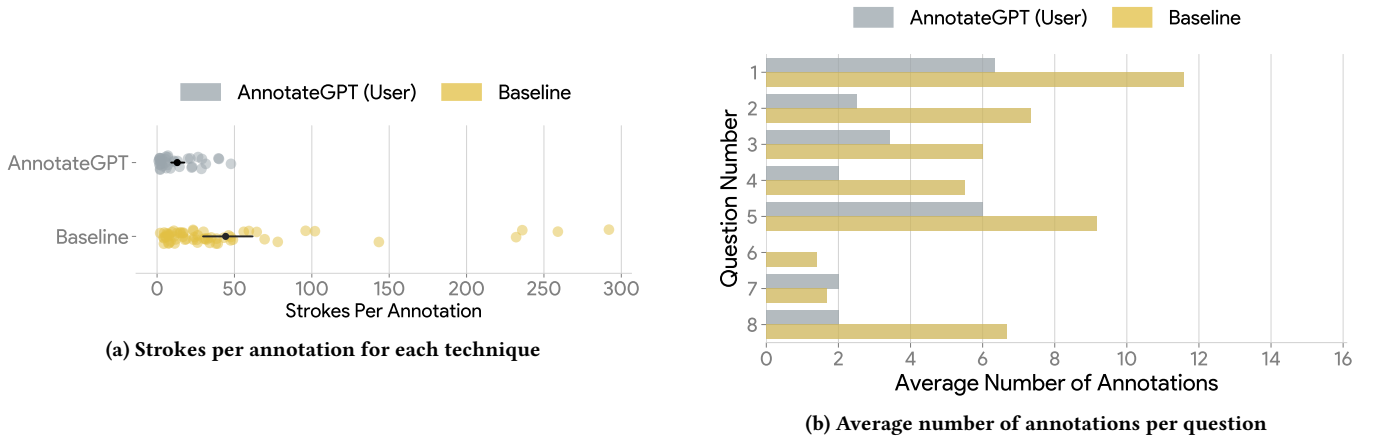 AnnotateGPT (User) Baseline
0 50 100 150 200 250 300
AnnotateGPT
Baseline
Strokes Per Annotation
(a) Strokes per annotation for each technique
AnnotateGPT (User) Baseline
Question Number
1
2
3
4
5
6
7
8
0 2 4 6 8 10 12 14 16
Average Number of Annotations
(b) Average number of annotations per question